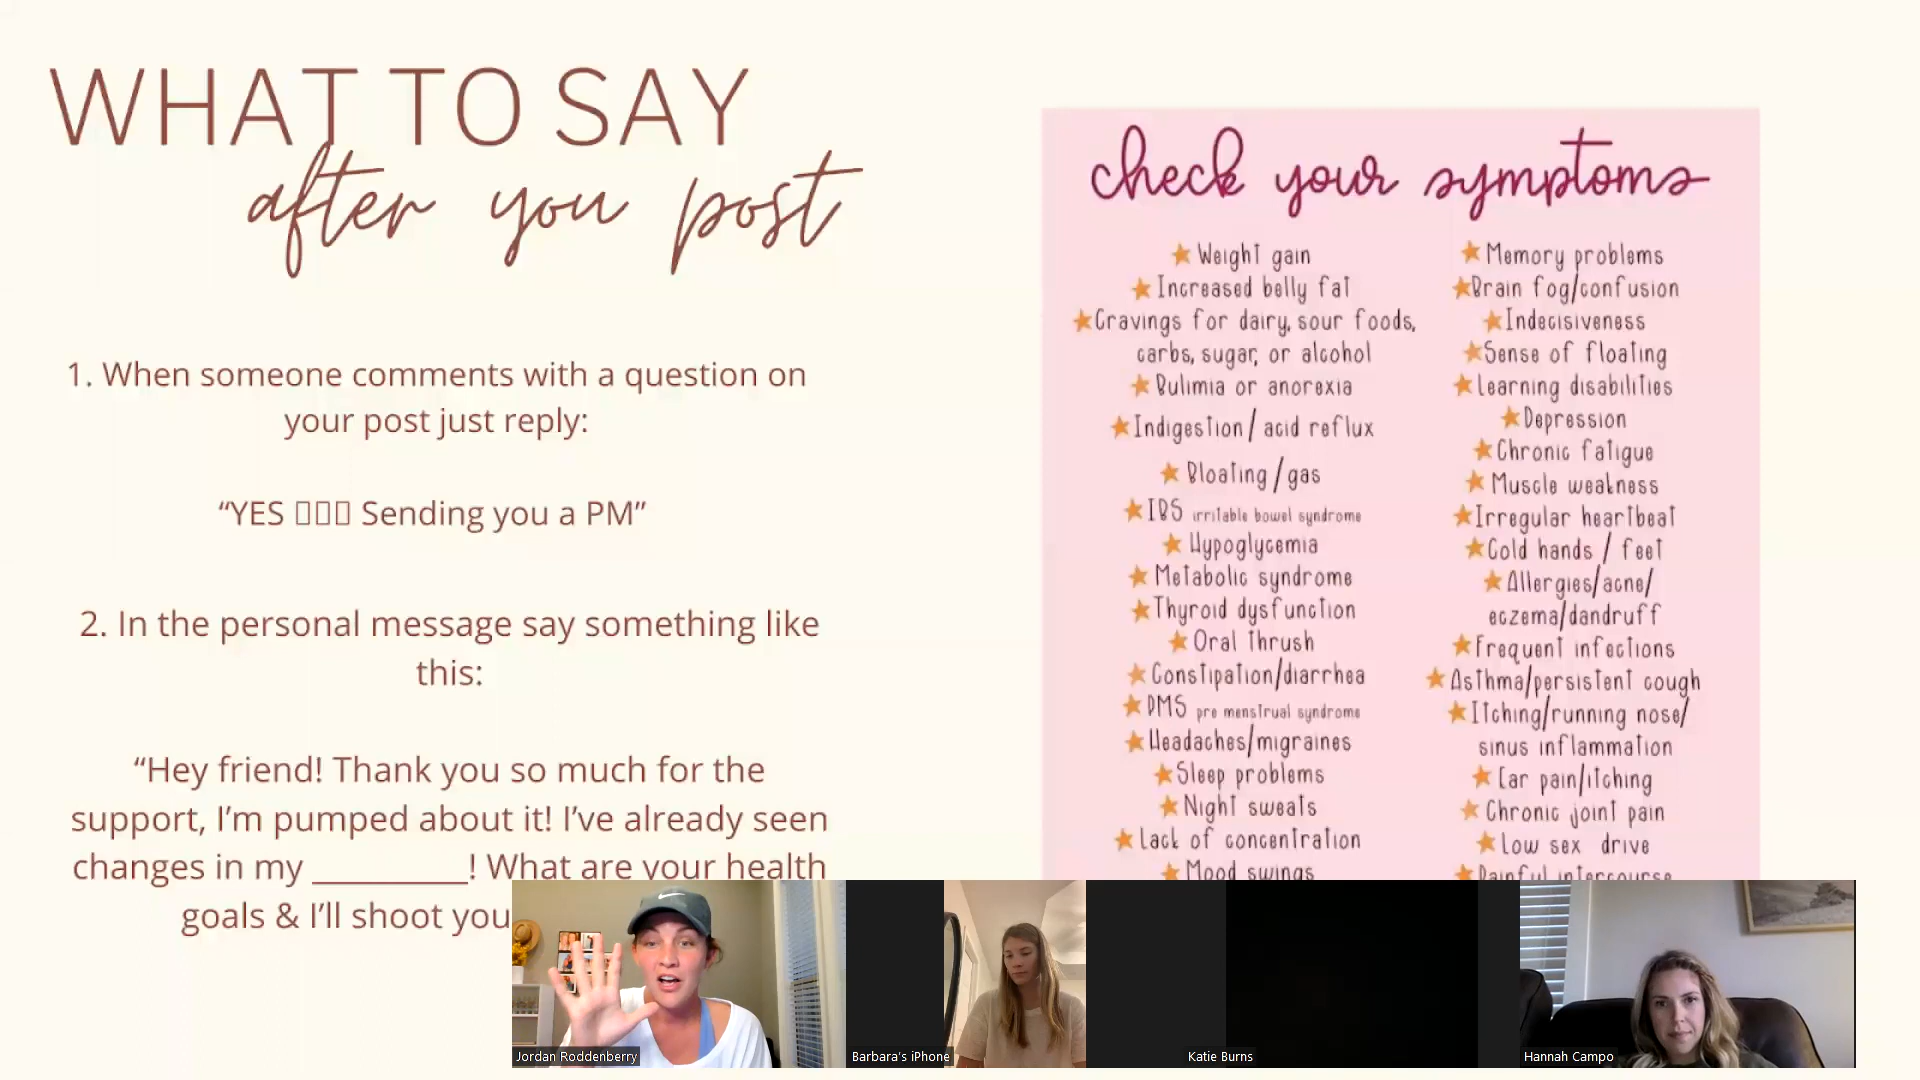 WHAT TO SAY
after you post
1. When someone comments with a question on
your post just reply:
“YES ▯▯▯ Sending you a PM”
2. In the personal message say something like
this:
“Hey friend! Thank you so much for the
support, I’m pumped about it! I’ve already seen
changes in my _________! What are your health
goals & I’ll shoot you
check your symptoms
Weight gain
Increased belly fat
Cravings for dairy, sour foods,
carbs, sugar, or alcohol
Bulimia or anorexia
Indigestion/ acid reflux
Bloating/gas
IBS irritable bowel syndrome
Hypoglycemia
Metabolic syndrome
Thyroid dysfunction
Oral thrush
Constipation/diarrhea
PMS pre menstrual syndrome
Headaches/migraines
Sleep problems
Night sweats
Lack of concentration
Mood swings
Memory problems
Brain fog/confusion
Indecisiveness
Sense of floating
Learning disabilities
Depression
Chronic fatigue
Muscle weakness
Irregular heartbeat
Cold hands / feet
Allergies/acne/
eczema/dandruff
Frequent infections
Asthma/persistent cough
Itching/running nose/
sinus inflammation
Ear pain/itching
Chronic joint pain
Low sex drive
Painful intercourse
Jordan Roddenberry
Barbara's iPhone
Katie Burns
Hannah Campo